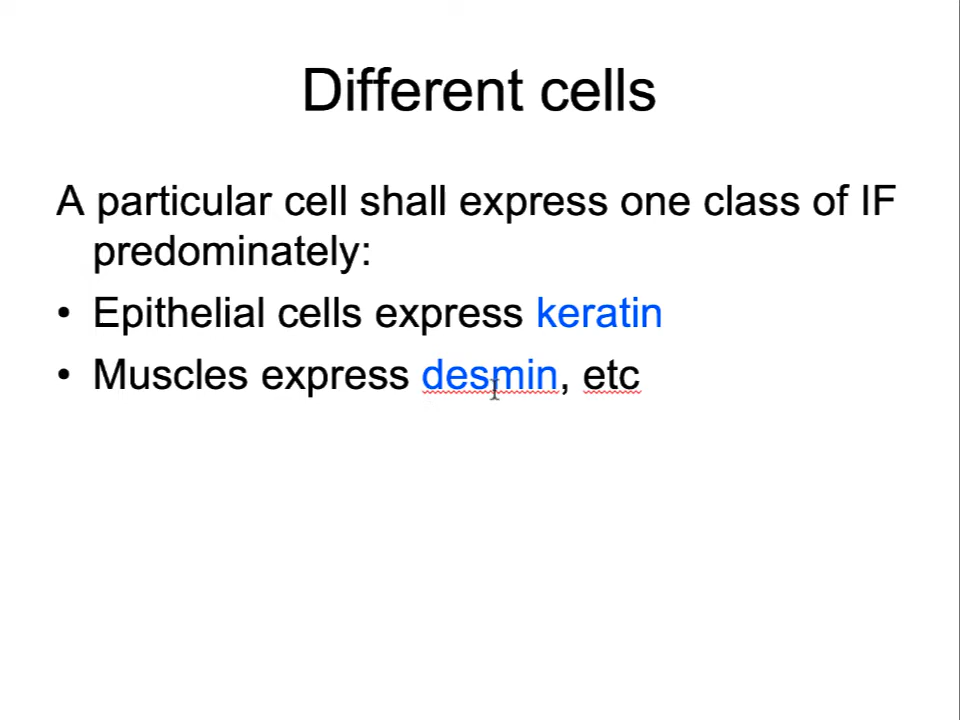 Different cells
A particular cell shall express one class of IF
predominately:
• Epithelial cells express keratin
• Muscles express desmin, etc